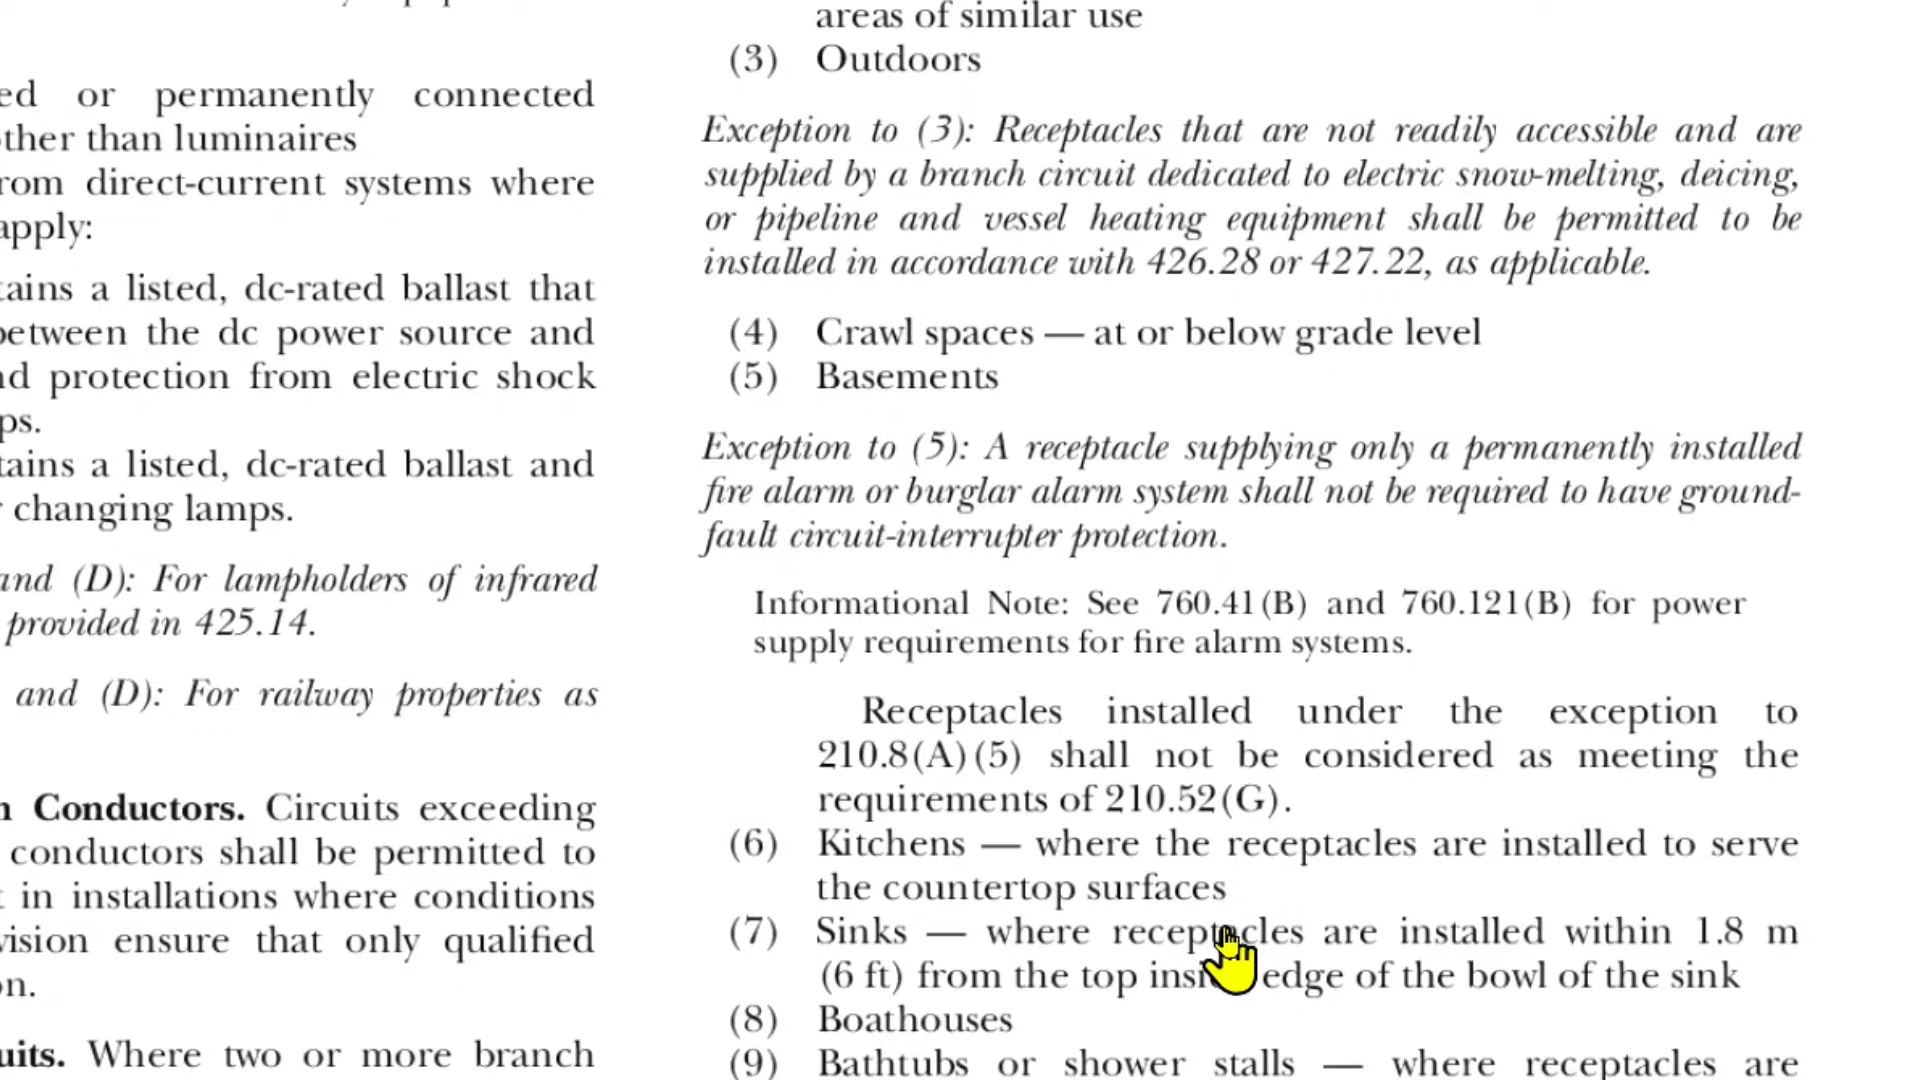 ed or permanently connected
ther than luminaires
rom direct-current systems where
apply:
tains a listed, dc-rated ballast that
between the dc power source and
nd protection from electric shock
ps.
tains a listed, dc-rated ballast and
changing lamps.
and (D): For lampholders of infrared
provided in 425.14.
and (D): For railway properties as
n Conductors. Circuits exceeding
conductors shall be permitted to
t in installations where conditions
vision ensure that only qualified
on.
uits. Where two or more branch
areas of similar use
(3) Outdoors
Exception to (3): Receptacles that are not readily accessible and are
supplied by a branch circuit dedicated to electric snow-melting, deicing,
or pipeline and vessel heating equipment shall be permitted to be
installed in accordance with 426.28 or 427.22, as applicable.
(4) Crawl spaces — at or below grade level
(5) Basements
Exception to (5): A receptacle supplying only a permanently installed
fire alarm or burglar alarm system shall not be required to have ground-
fault circuit-interrupter protection.
Informational Note: See 760.41(B) and 760.121(B) for power
supply requirements for fire alarm systems.
Receptacles installed under the exception to
210.8(A)(5) shall not be considered as meeting the
requirements of 210.52(G).
(6) Kitchens — where the receptacles are installed to serve
the countertop surfaces
(7) Sinks — where receptacles are installed within 1.8 m
(6 ft) from the top inside edge of the bowl of the sink
(8) Boathouses
(9) Bathtubs or shower stalls — where receptacles are